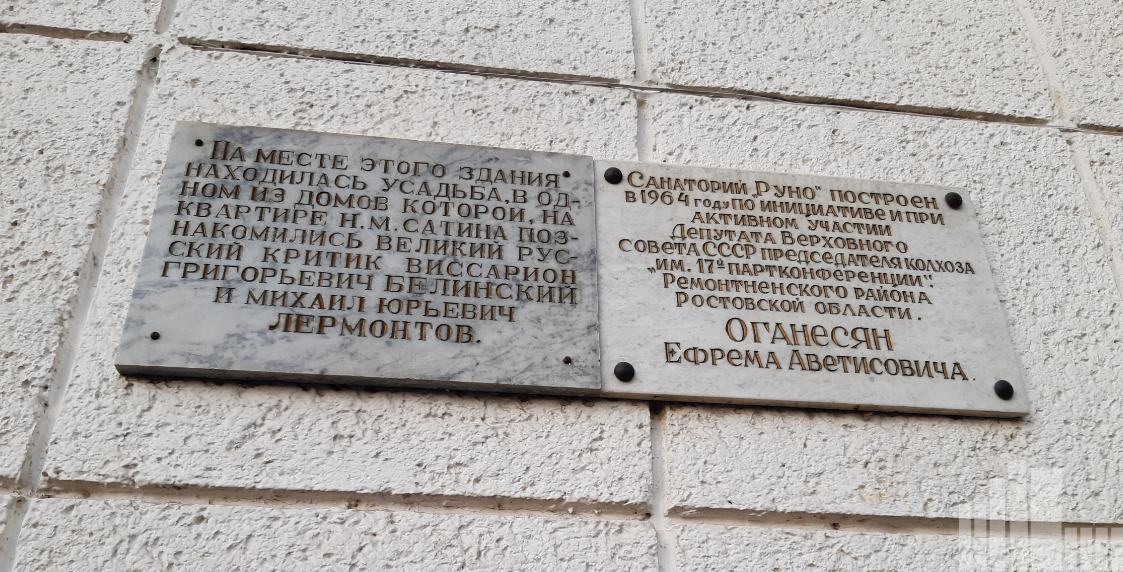 НА МЕСТЕ ЭТОГО ЗДАНИЯ
НАХОДИЛАСЬ УСАДЬБА, В ОД-
НОМ ИЗ ДОМОВ КОТОРОЙ, НА
КВАРТИРЕ Н.М. САТИНА ПОЗ-
НАКОМИЛИСЬ ВЕЛИКИЙ РУС-
СКИЙ КРИТИК ВИССАРИОН
ГРИГОРЬЕВИЧ БЕЛИНСКИЙ
И МИХАИЛ ЮРЬЕВИЧ
ЛЕРМОНТОВ.
САНАТОРИЙ „РУНО" ПОСТРОЕН
В 1964 ГОДУ ПО ИНИЦИАТИВЕ И ПРИ
АКТИВНОМ УЧАСТИИ
ДЕПУТАТА ВЕРХОВНОГО
СОВЕТА СССР ПРЕДСЕДАТЕЛЯ КОЛХОЗА
„ИМ. 17й ПАРТКОНФЕРЕНЦИИ".
РЕМОНТНЕНСКОГО РАЙОНА
РОСТОВСКОЙ ОБЛАСТИ.
ОГАНЕСЯН
ЕФРЕМА АВЕТИСОВИЧА.